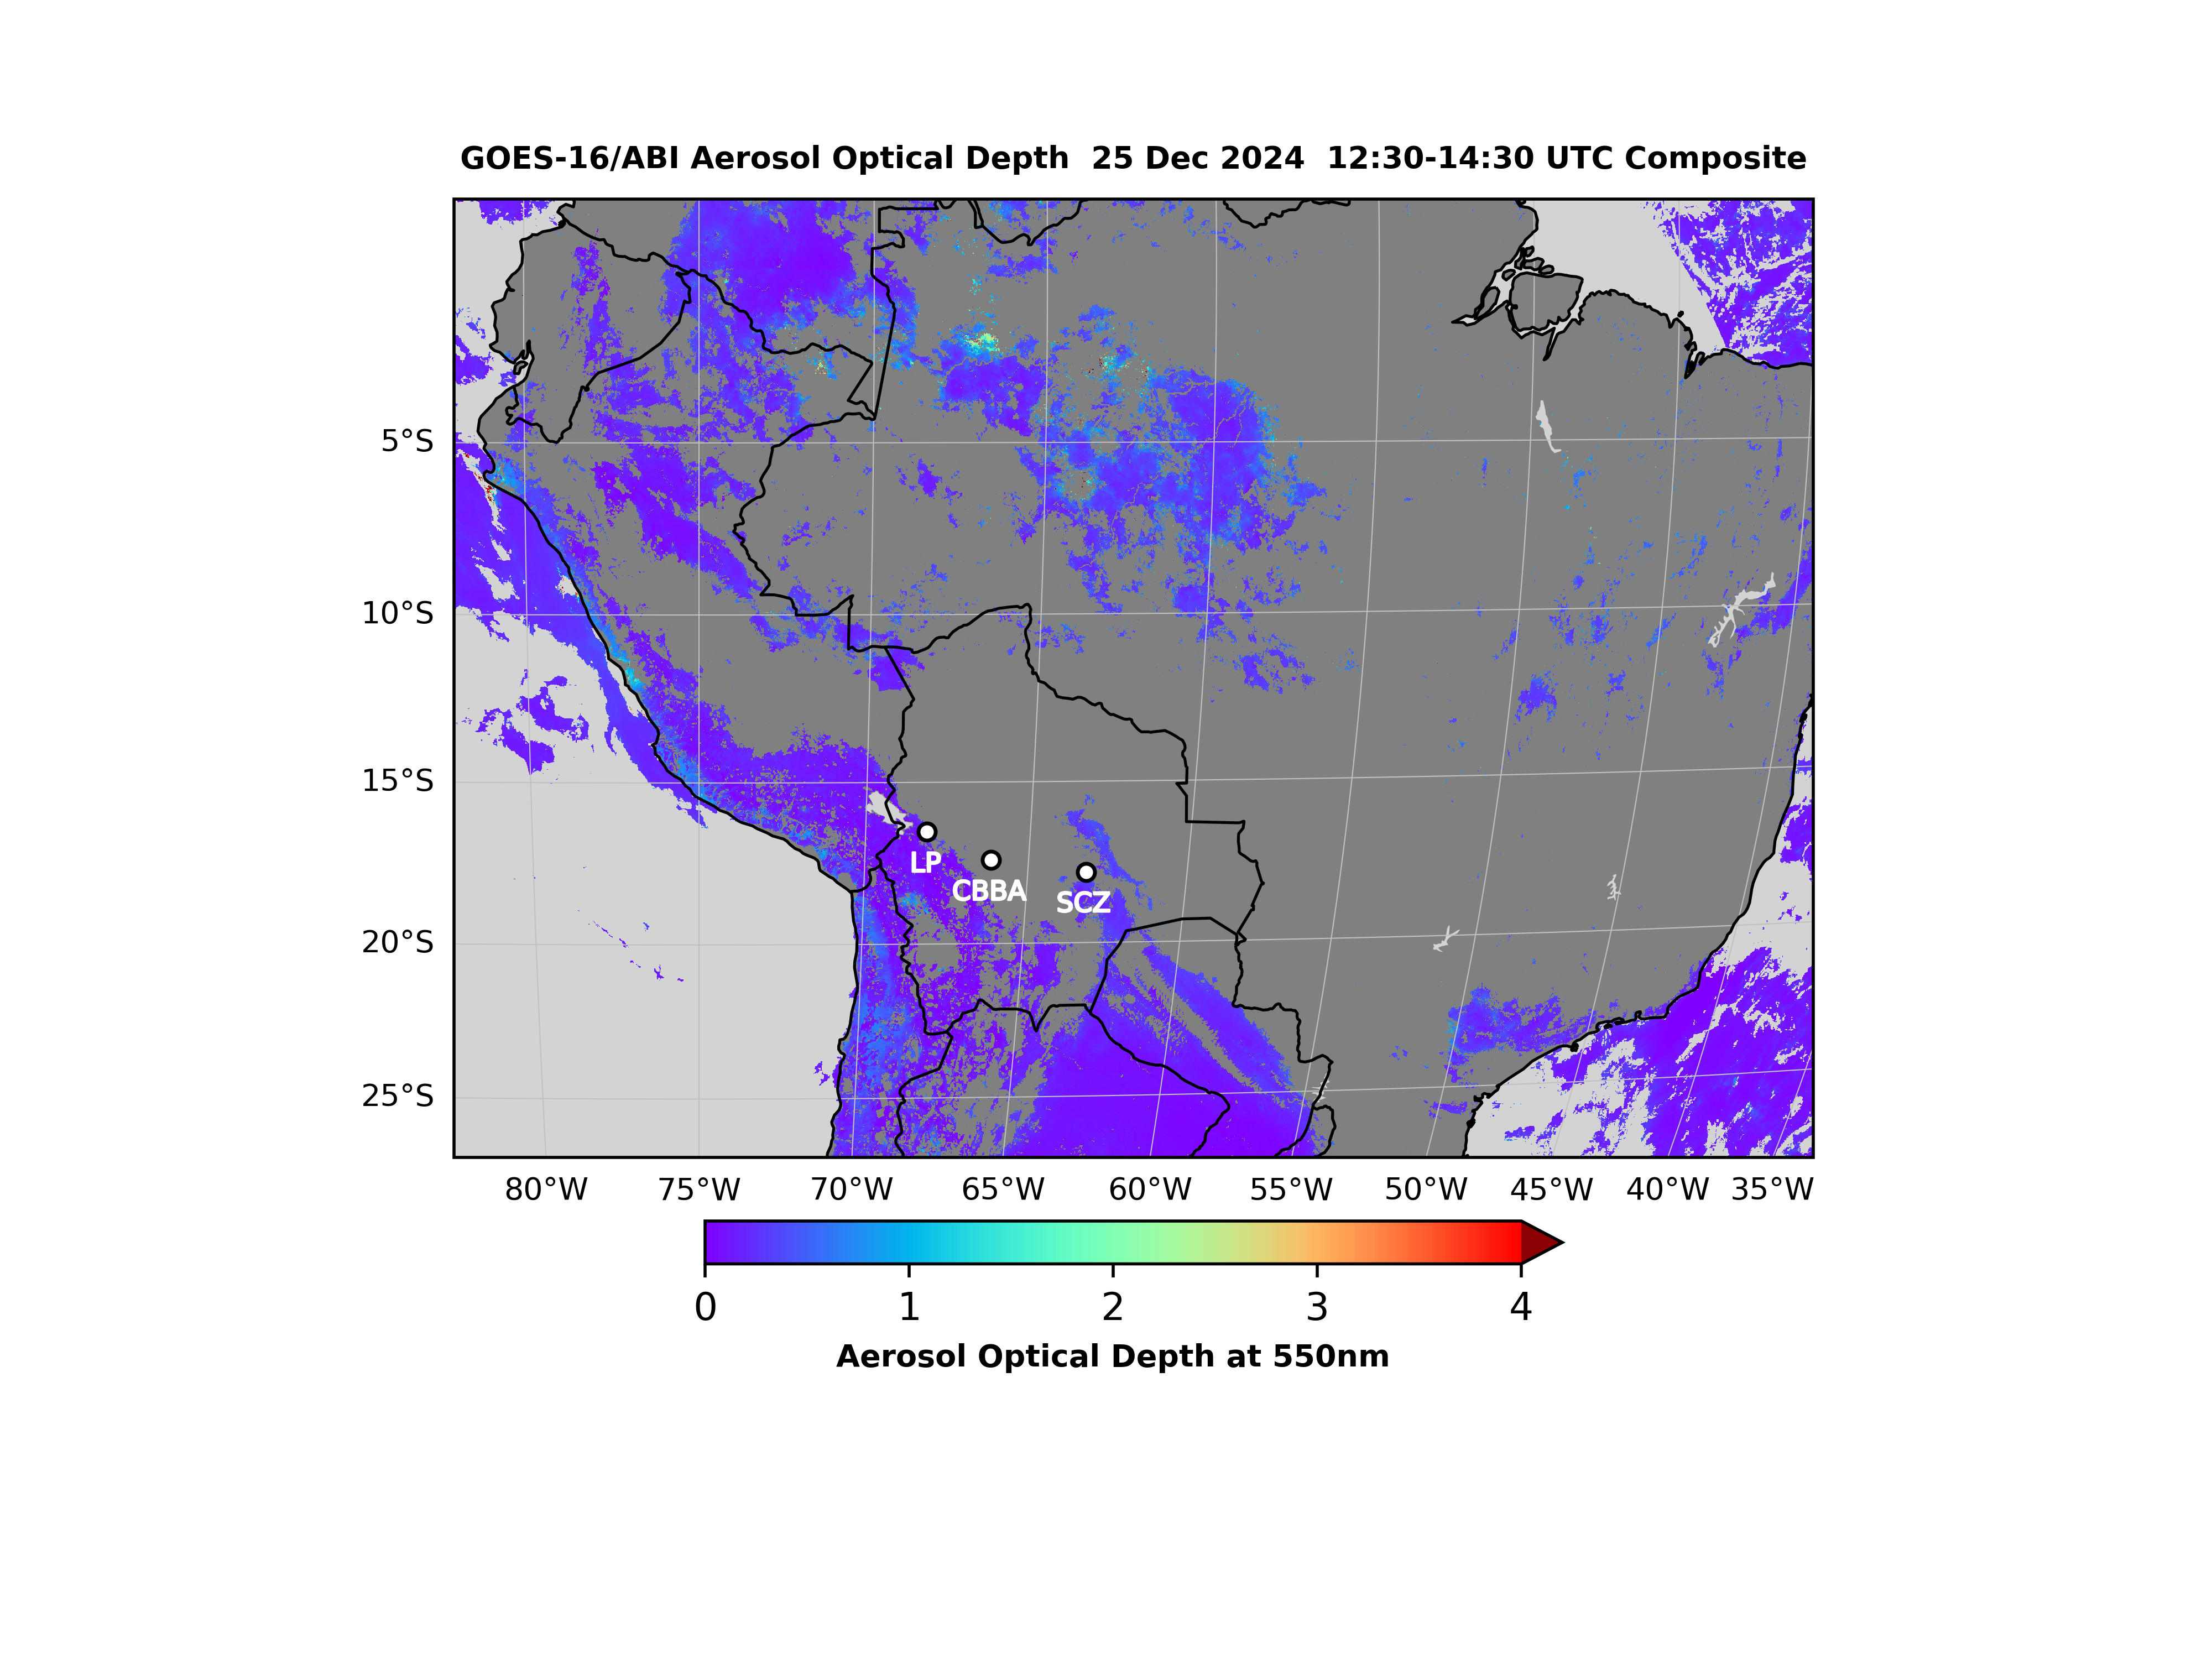 GOES-16/ABI Aerosol Optical Depth  25 Dec 2024  12:30-14:30 UTC Composite
5°S
10°S
15°S
LP
CBBA
SCZ
20°S
25°S
80°W 75°W 70°W 65°W 60°W 55°W 50°W 45°W 40°W 35°W
0 1 2 3 4
Aerosol Optical Depth at 550nm